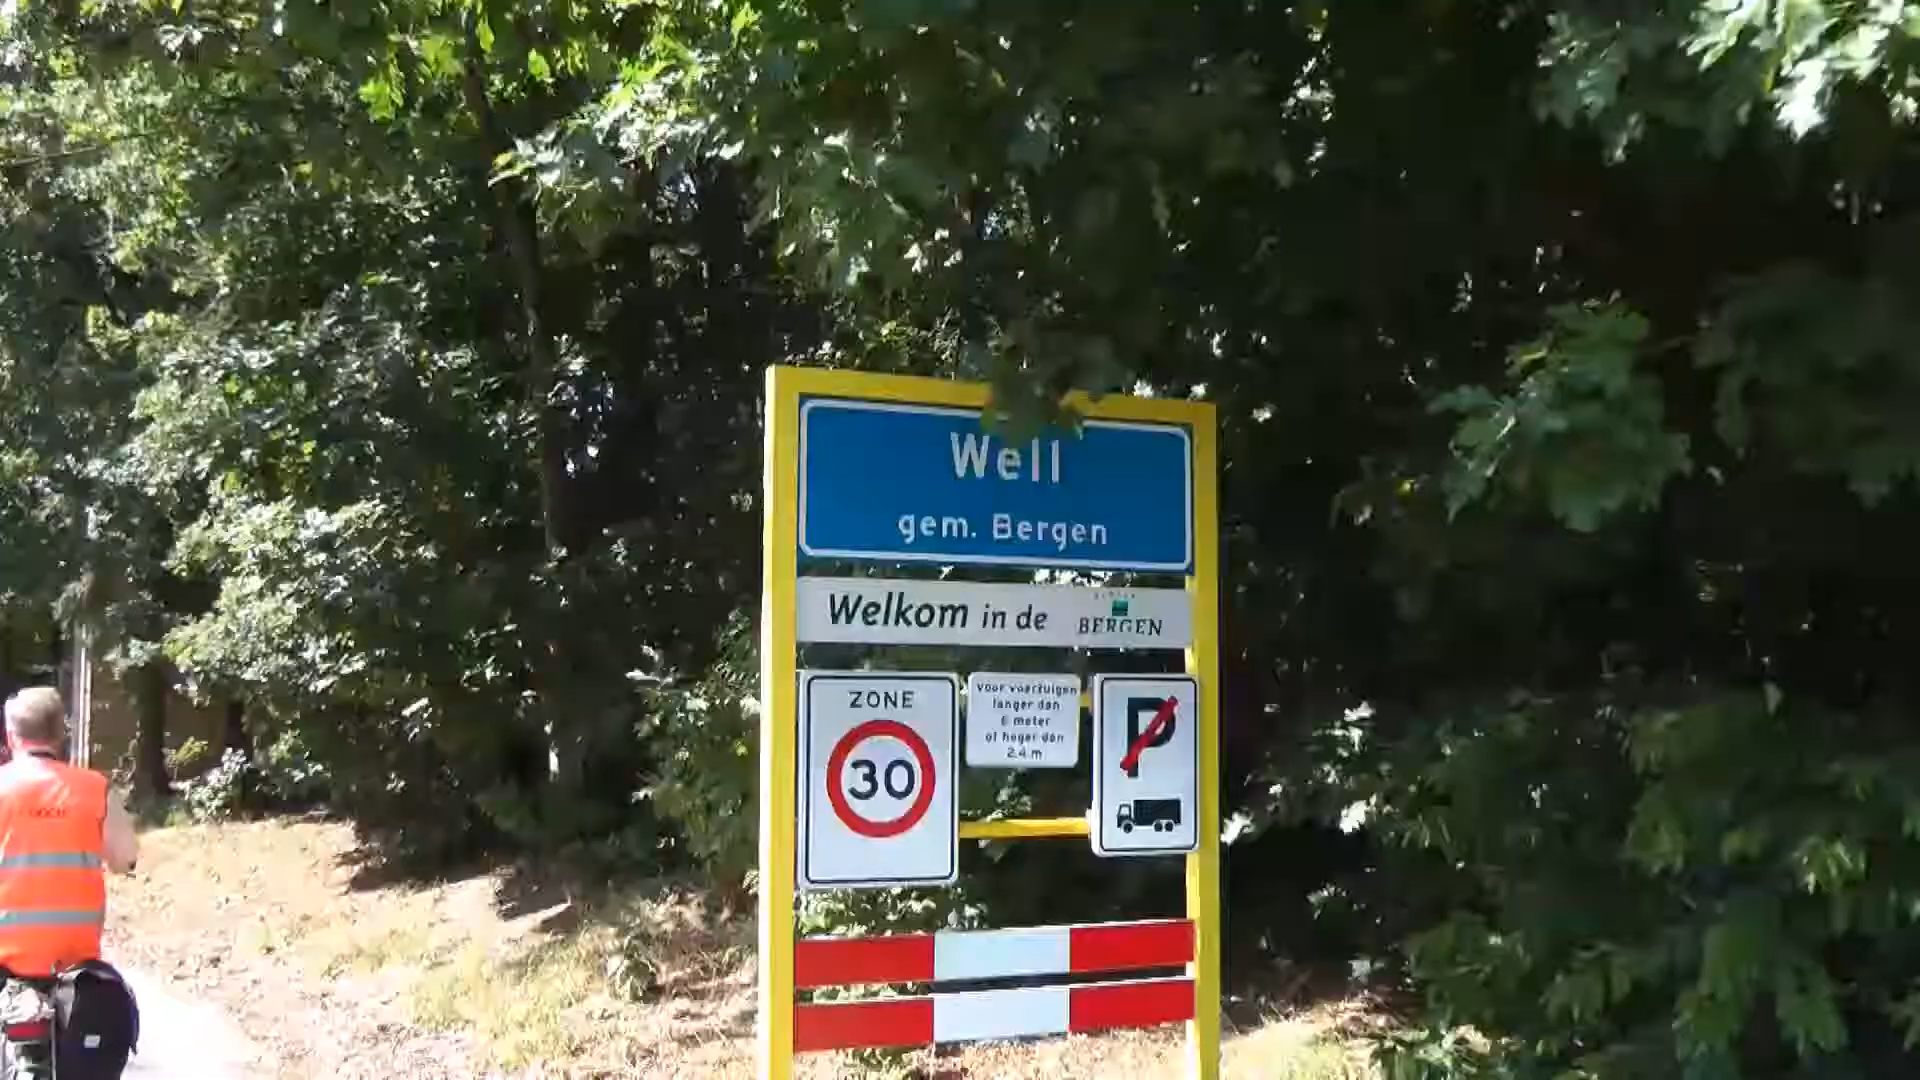 Well
gem. Bergen
Welkom in de
BERGEN
ZONE
30
voor voertuigen
langer dan
6 meter
of hoger dan
2.4 m
P